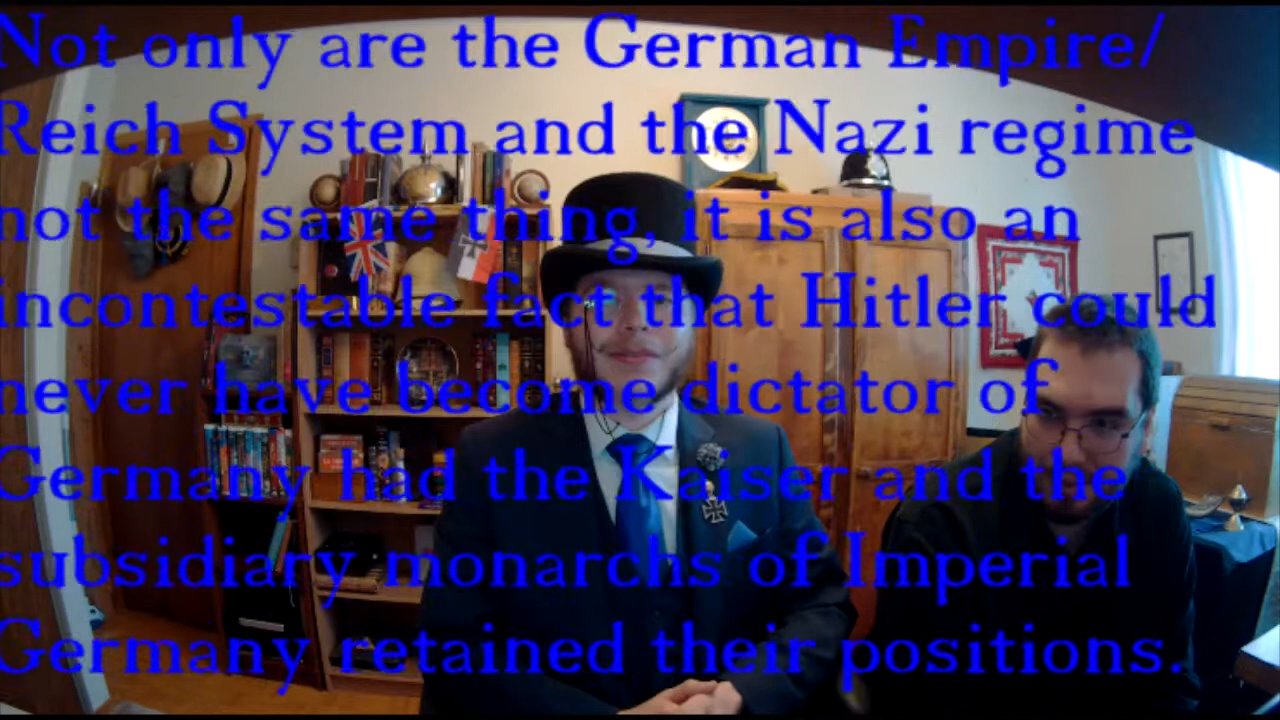 Not only are the German Empire/
Reich System and the Nazi regime
not the same thing, it is also an
incontestable fact that Hitler could
never have become dictator of
Germany had the Kaiser and the
subsidiary monarchs of Imperial
Germany retained their positions.